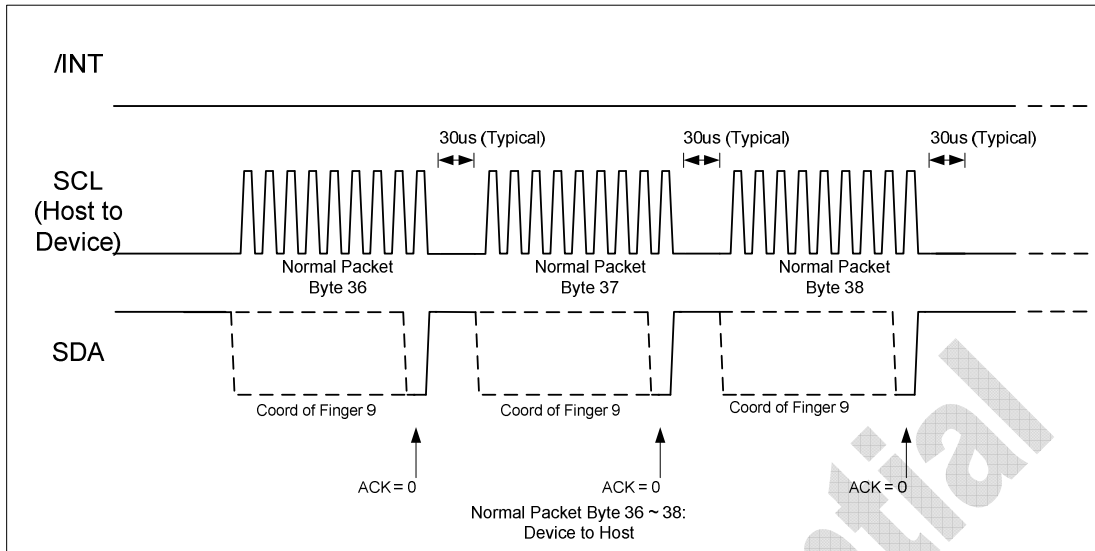 /INT
30us (Typical)
30us (Typical)
30us (Typical)
SCL
(Host to
Device)
Normal Packet
Byte 36
Normal Packet
Byte 37
Normal Packet
Byte 38
SDA
Coord of Finger 9
Coord of Finger 9
Coord of Finger 9
ACK = 0
ACK = 0
ACK = 0
Normal Packet Byte 36 ~ 38:
Device to Host
ntial